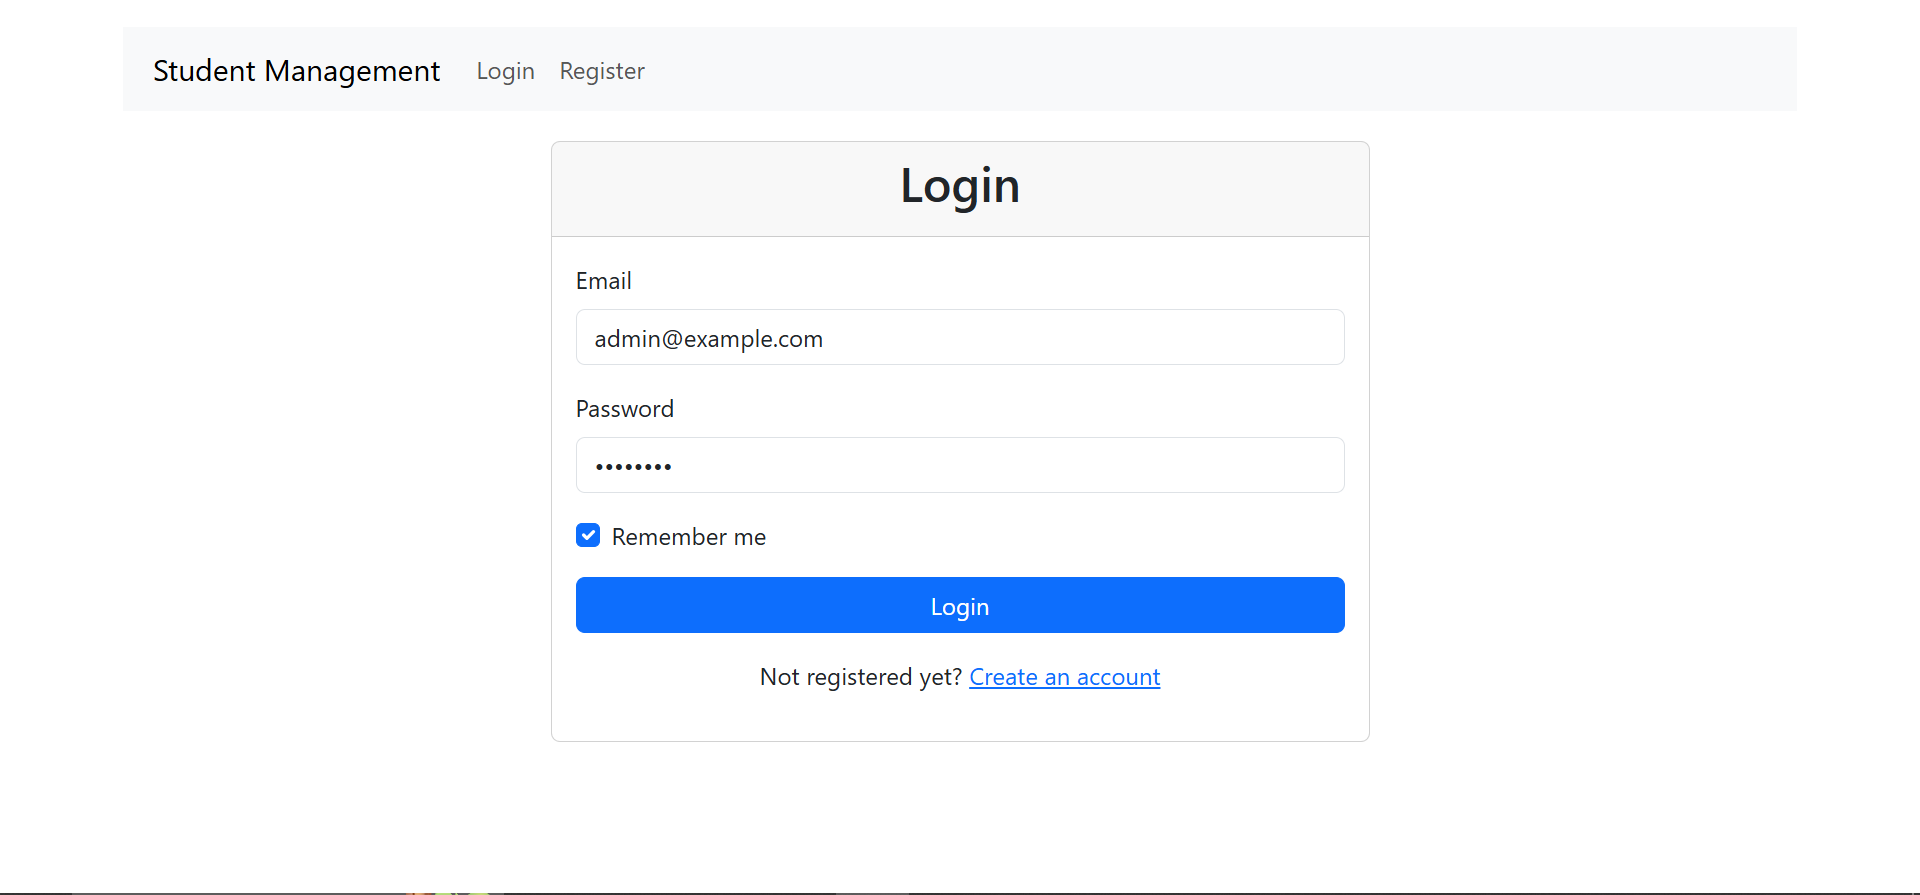 Student Management Login Register
Login
Email
admin@example.com
Password
••••••••
Remember me
Login
Not registered yet? Create an account